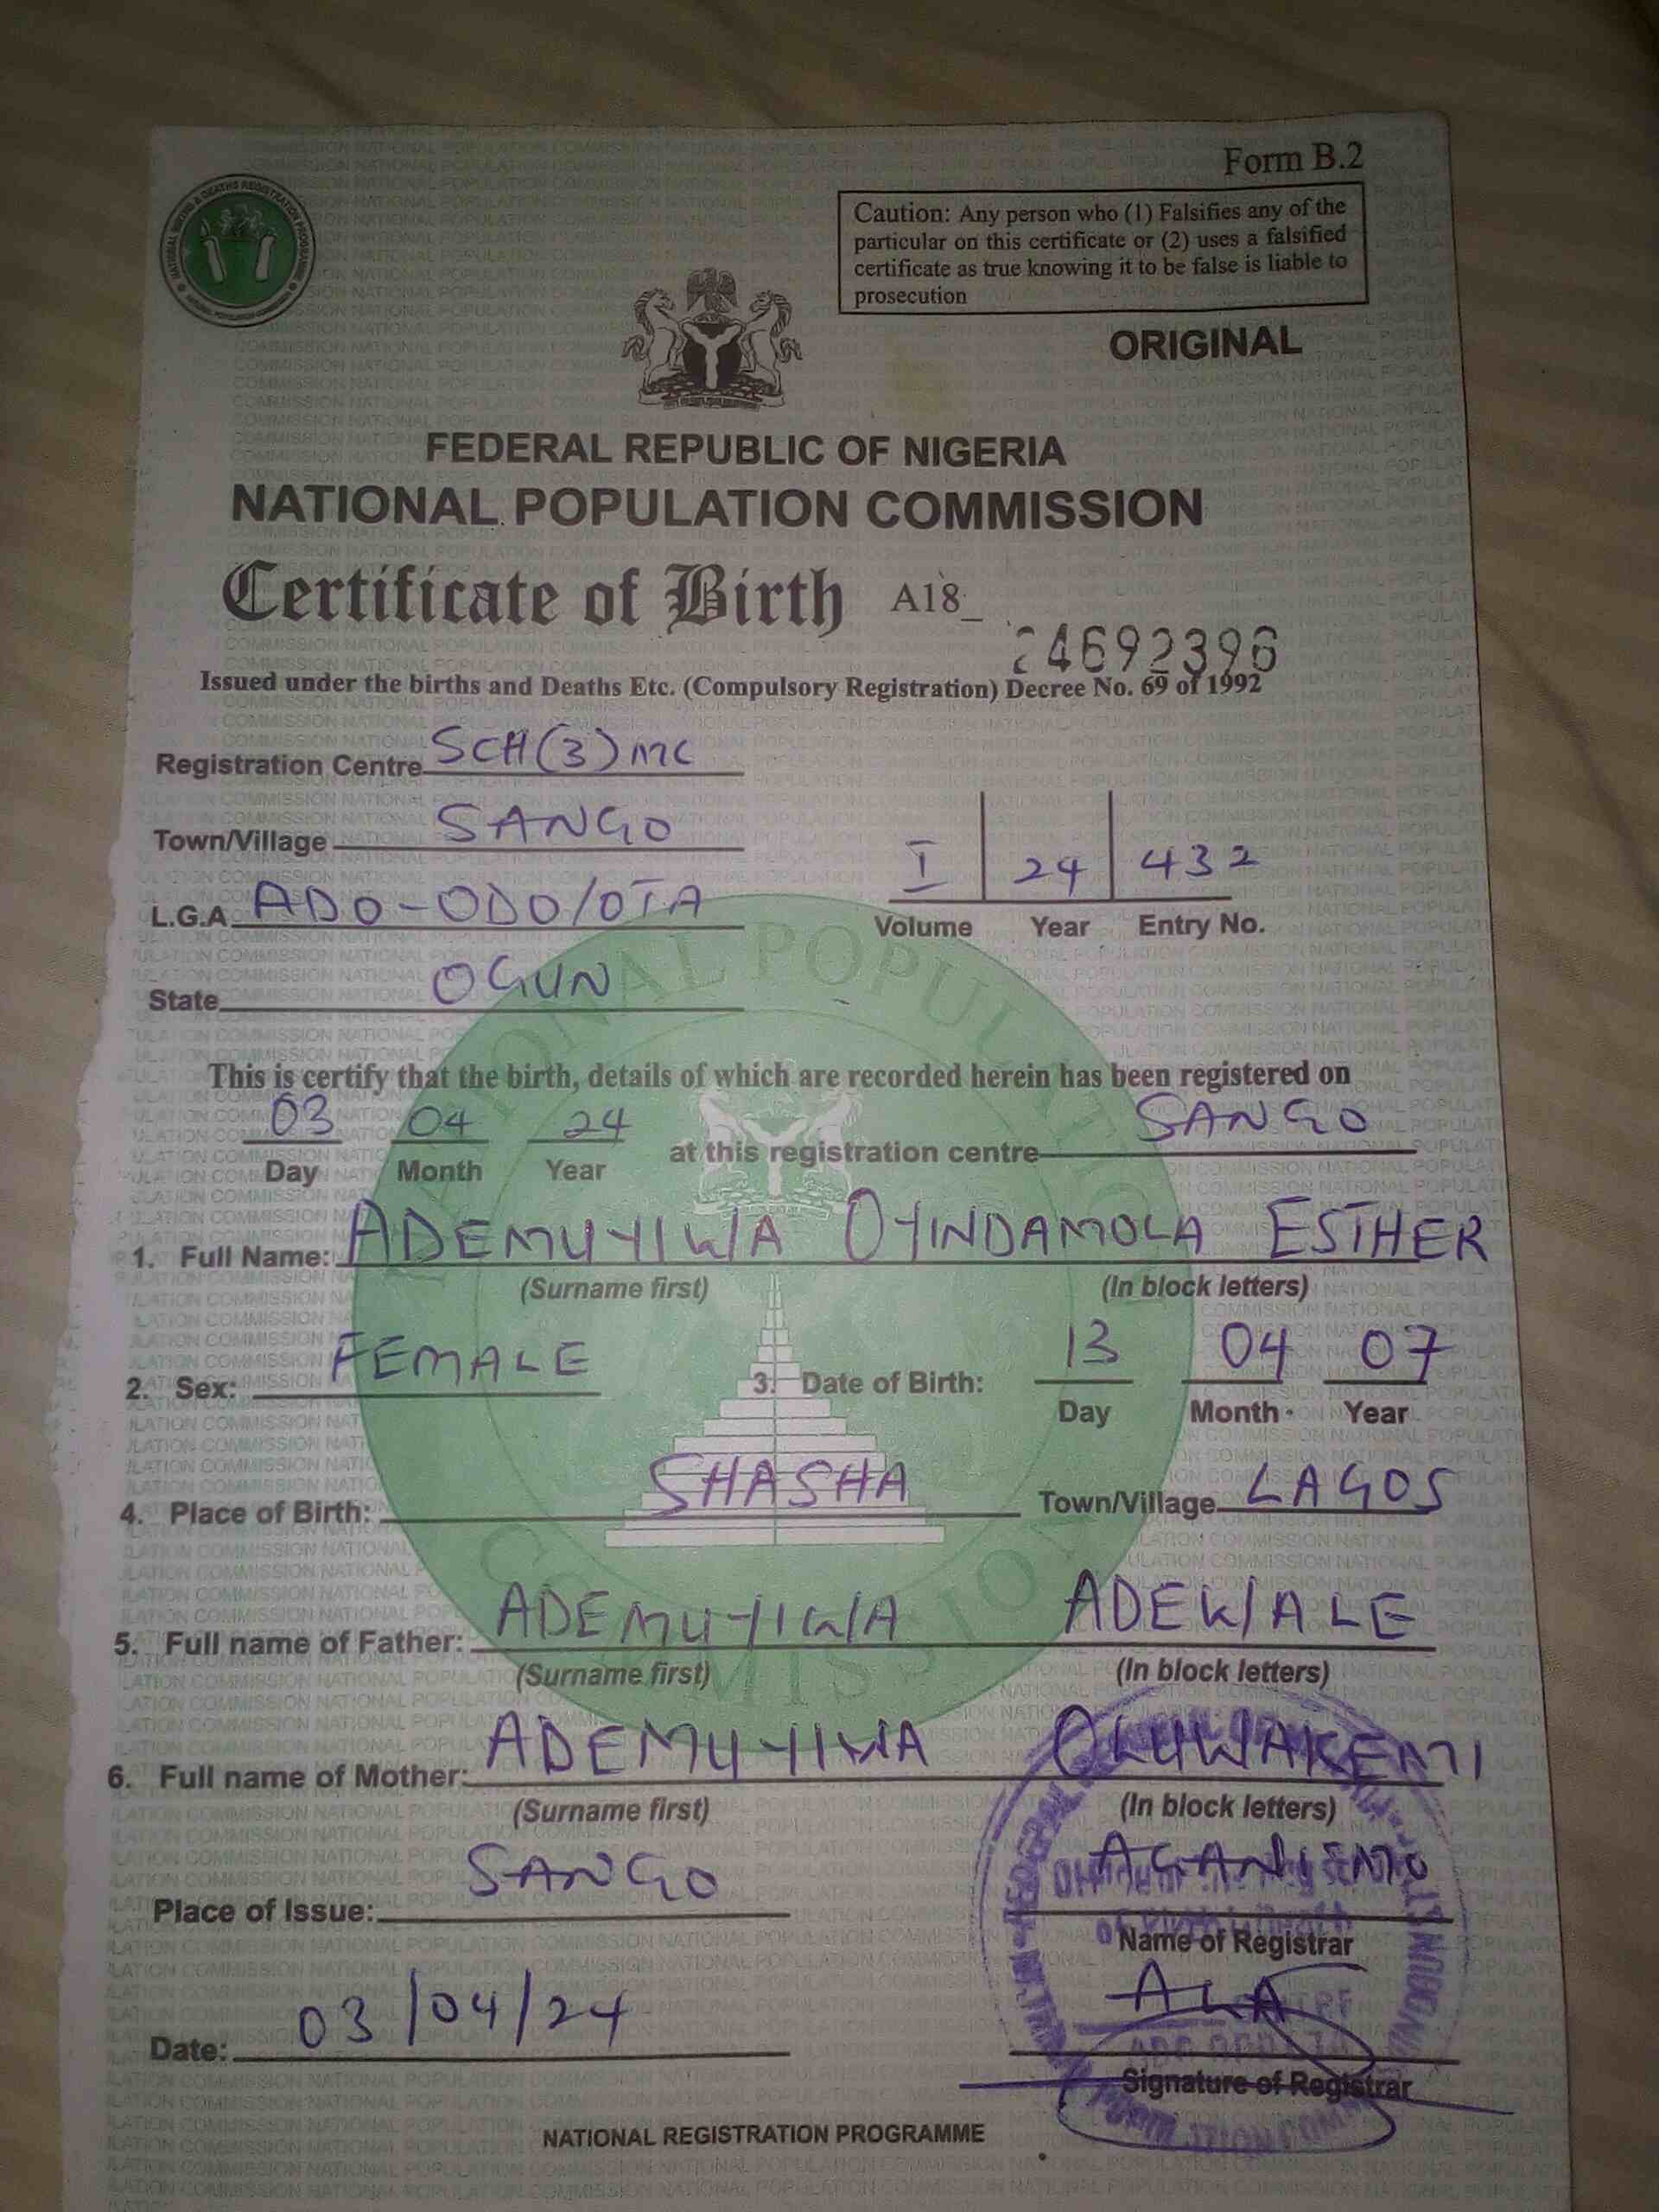 Form B.2
Caution: Any person who (1) Falsifies any of the
particular on this certificate or (2) uses a falsified
certificate as true knowing it to be false is liable to
prosecution
ORIGINAL
FEDERAL REPUBLIC OF NIGERIA
NATIONAL POPULATION COMMISSION
Certificate of Birth A18_
4692396
Issued under the births and Deaths Etc. (Compulsory Registration) Decree No. 69 of 1992
Registration Centre SCH(3)MC
Town/Village SANGO
I 24 432
L.G.A. ADO-ODO/OTA
Volume Year Entry No.
State OGUN
This is certify that the birth, details of which are recorded herein has been registered on
03 04 24 at this registration centre SANGO
Day Month Year
1. Full Name: ADEMUYIWA OYINDAMOLA ESTHER
(Surname first) (In block letters)
2. Sex: FEMALE 3. Date of Birth: 13 04 07
Day Month Year
4. Place of Birth: SHASHA Town/Village LAGOS
5. Full name of Father: ADEMUYIWA ADEWALE
(Surname first) (In block letters)
6. Full name of Mother: ADEMUYIWA OLUWAKEMI
(Surname first) (In block letters)
Place of Issue: SANGO
Name of Registrar
Date: 03/04/24
Signature of Registrar
NATIONAL REGISTRATION PROGRAMME